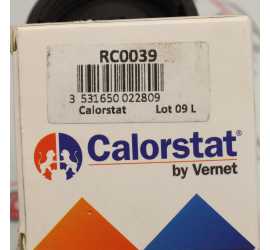 RC0039
3 531650 022809
Calorstat Lot 09 L
Calorstat®
by Vernet